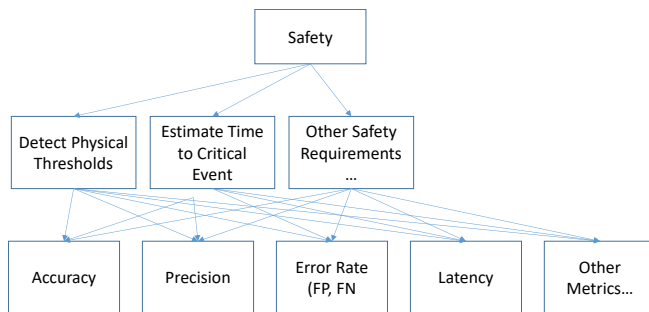 Safety
Detect Physical
Thresholds
Estimate Time
to Critical
Event
Other Safety
Requirements
...
Accuracy
Precision
Error Rate
(FP, FN
Latency
Other
Metrics...